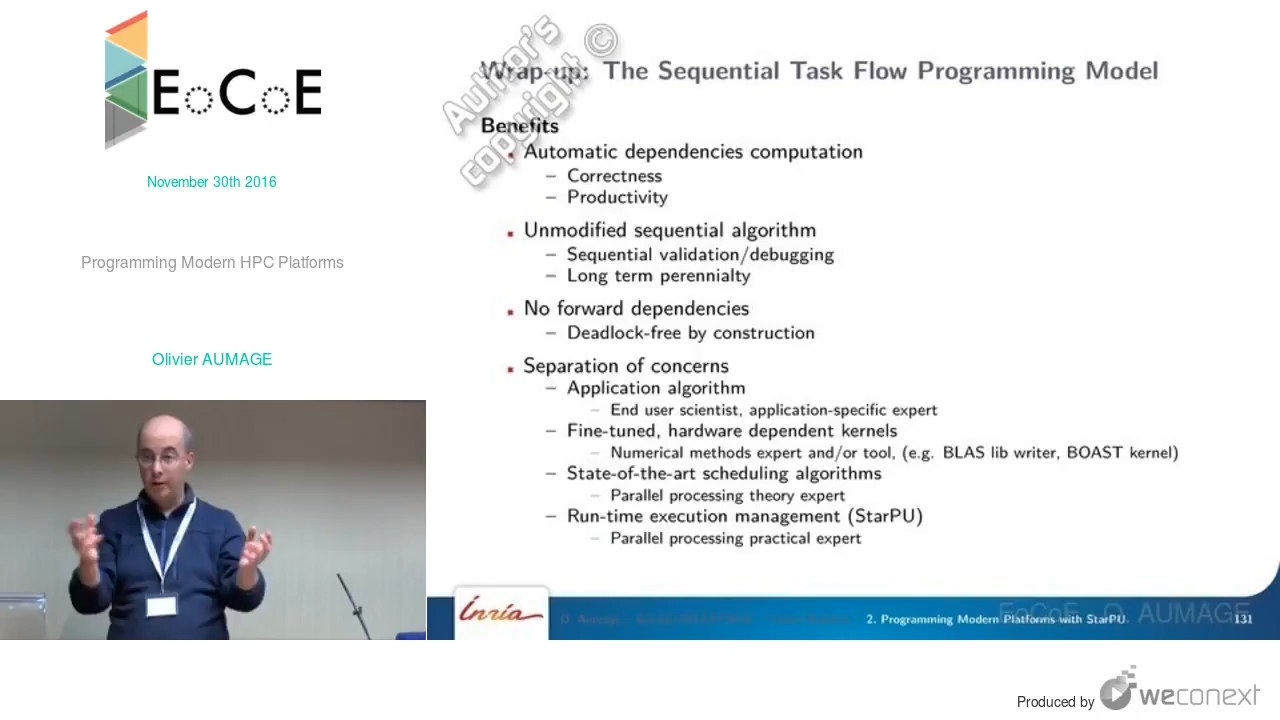 EoCoE
November 30th 2016
Programming Modern HPC Platforms
Olivier AUMAGE
Author's
copyright ©
Wrap-up: The Sequential Task Flow Programming Model
Benefits
Automatic dependencies computation
– Correctness
– Productivity
Unmodified sequential algorithm
– Sequential validation/debugging
– Long term perennialty
No forward dependencies
– Deadlock-free by construction
Separation of concerns
– Application algorithm
– End user scientist, application-specific expert
– Fine-tuned, hardware dependent kernels
– Numerical methods expert and/or tool, (e.g. BLAS lib writer, BOAST kernel)
– State-of-the-art scheduling algorithms
– Parallel processing theory expert
– Run-time execution management (StarPU)
– Parallel processing practical expert
Inria
O. Aumage
2. Programming Modern Platforms with StarPU
EoCoE O. AUMAGE
131
Produced by weconext